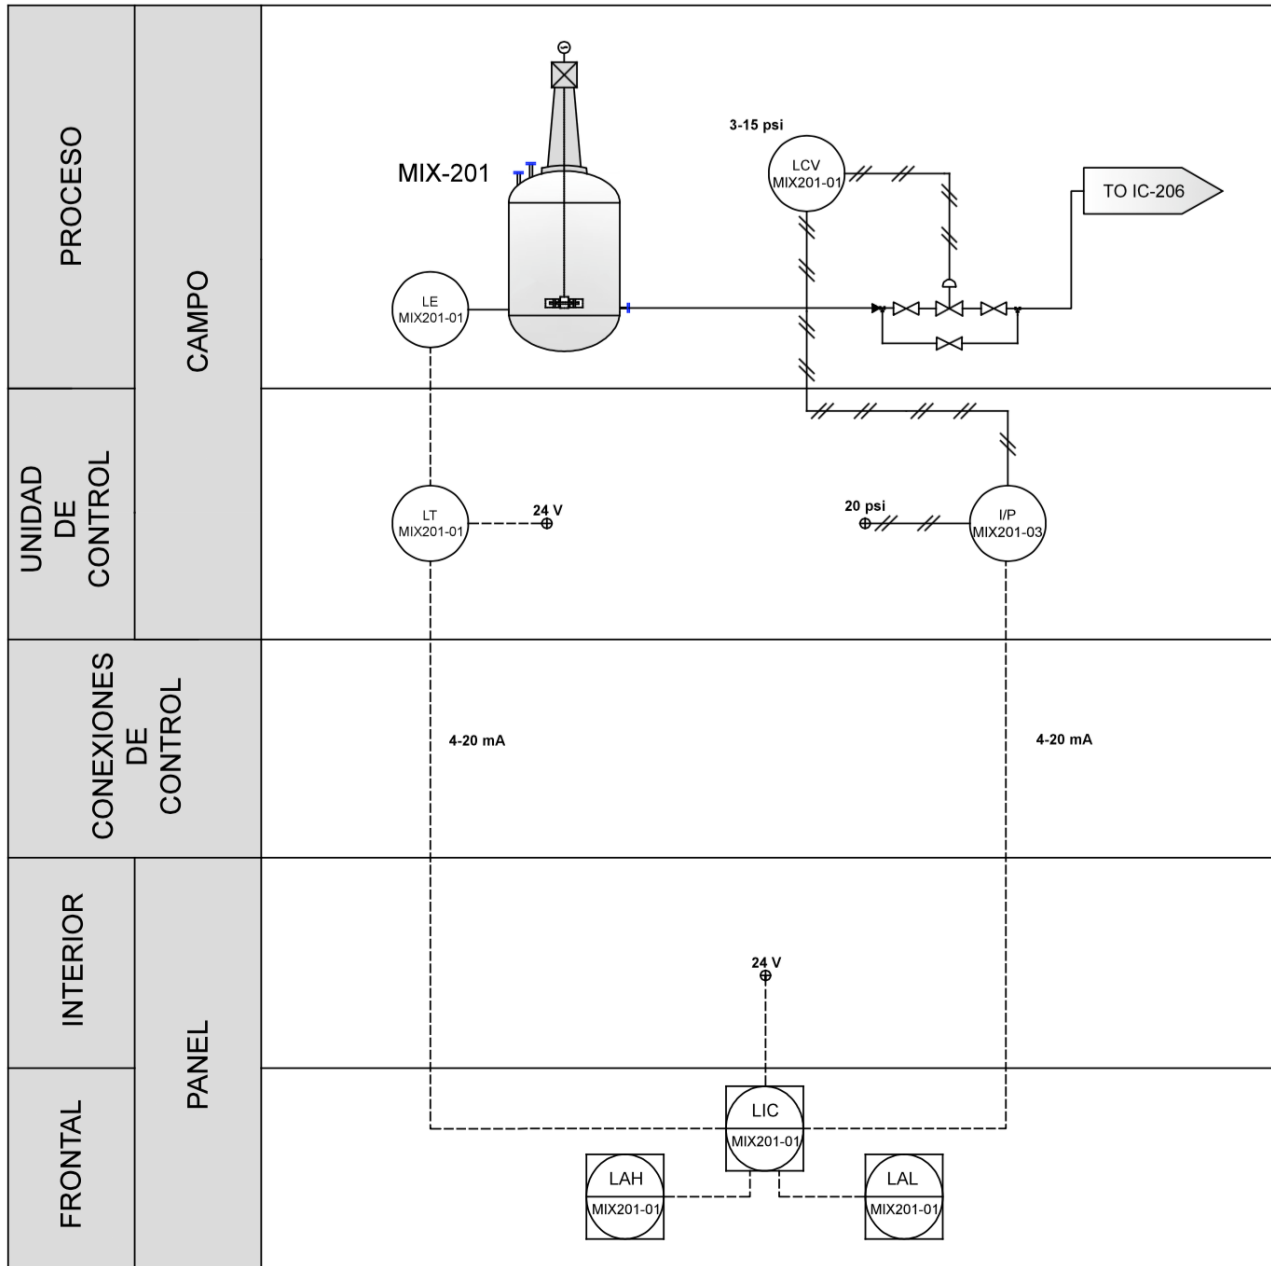 PROCESO
CAMPO
MIX-201
3-15 psi
LCV
MIX201-01
TO IC-206
LE
MIX201-01
UNIDAD
DE
CONTROL
LT
MIX201-01
24 V
20 psi
I/P
MIX201-03
CONEXIONES
DE
CONTROL
4-20 mA
4-20 mA
INTERIOR
PANEL
24 V
FRONTAL
LIC
MIX201-01
LAH
MIX201-01
LAL
MIX201-01